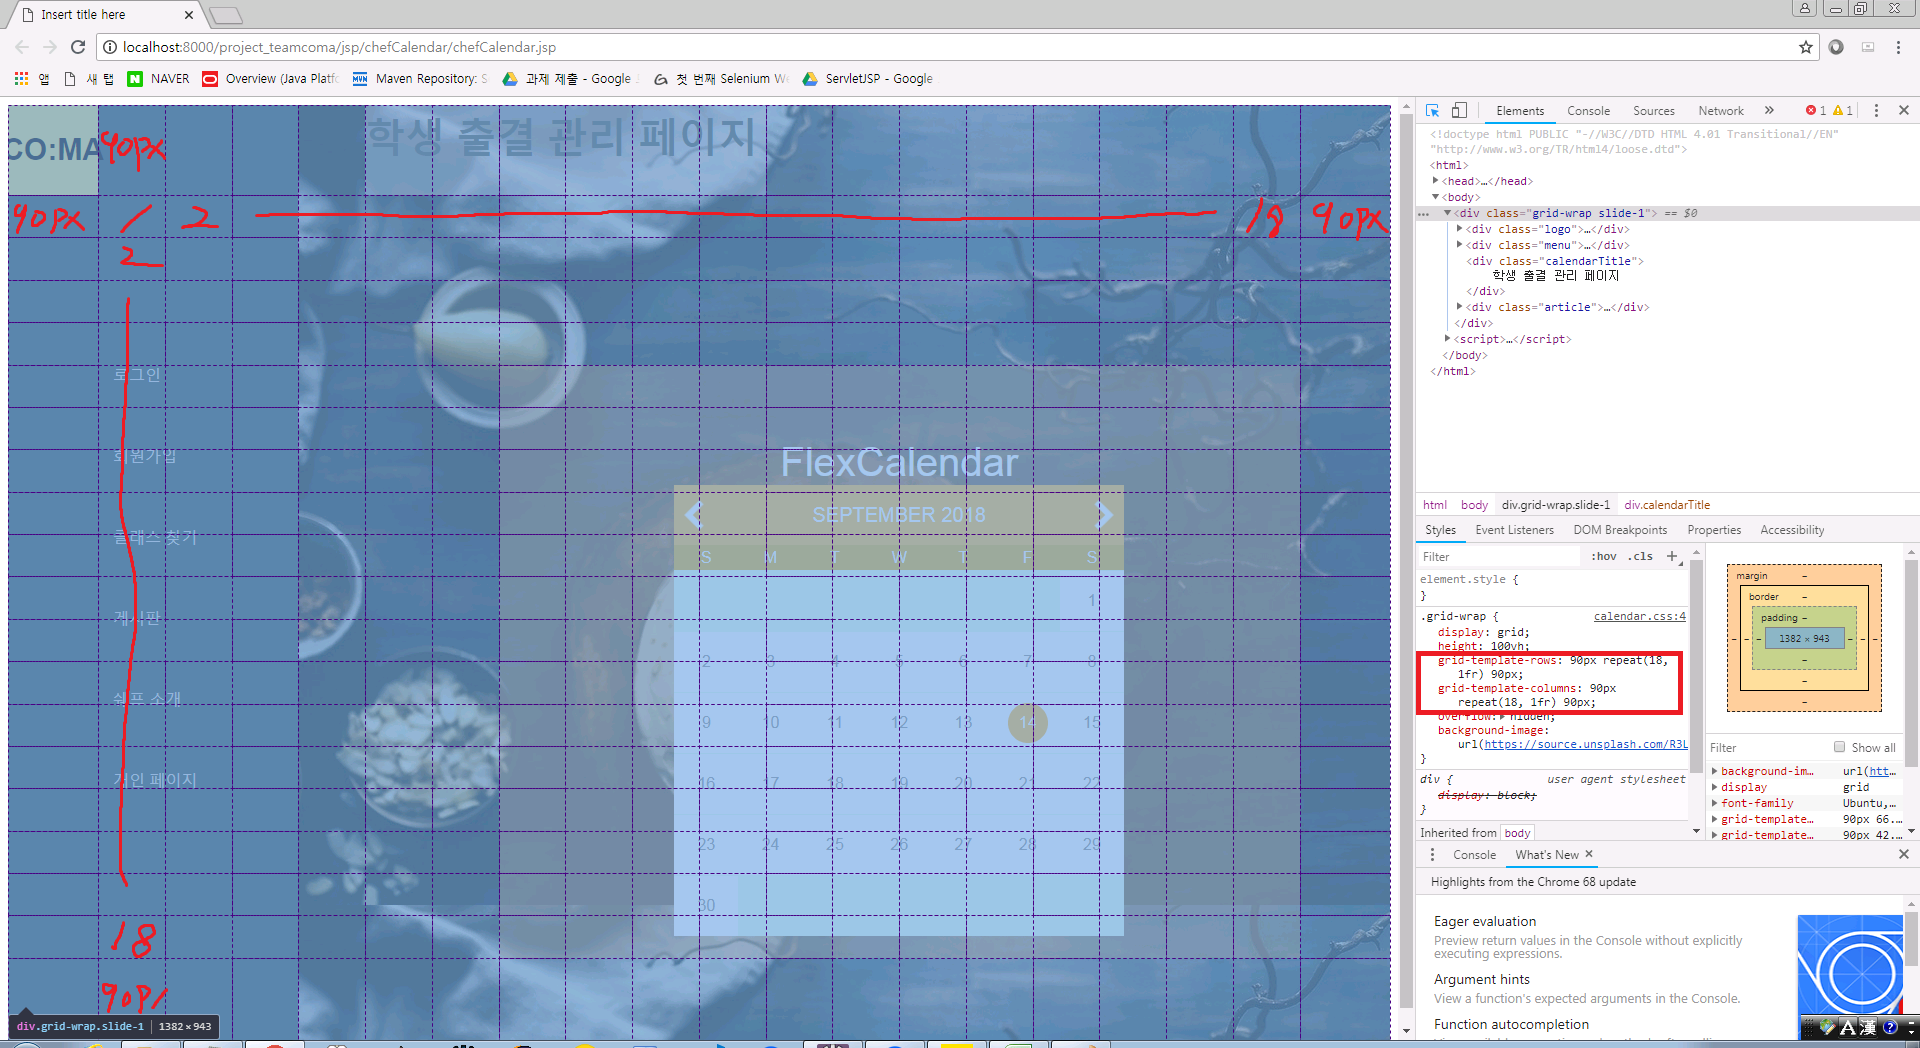 Insert title here
localhost:8000/project_teamcoma/jsp/chefCalendar/chefCalendar.jsp
앱 새 탭 NAVER Overview (Java Platfo Maven Repository: S 과제 제출 - Google 첫 번째 Selenium We ServletJSP - Google
CO:MA
90px
학생 출결 관리 페이지
90px / 2
18 90px
2
로그인
회원가입
클래스 찾기
게시판
쉐프 소개
개인 페이지
18
FlexCalendar
SEPTEMBER 2018
S M T W T F S
1
2 3 4 5 6 7 8
9 10 11 12 13 14 15
16 17 18 19 20 21 22
23 24 25 26 27 28 29
30
div.grid-wrap.slide-1 | 1382×943
Elements Console Sources Network » 1 1
<!doctype html PUBLIC "-//W3C//DTD HTML 4.01 Transitional//EN"
"http://www.w3.org/TR/html4/loose.dtd">
<html>
<head>…</head>
<body>
<div class="grid-wrap slide-1"> == $0
<div class="logo">…</div>
<div class="menu">…</div>
<div class="calendarTitle">
학생 출결 관리 페이지
</div>
<div class="article">…</div>
</div>
<script>…</script>
</body>
</html>
html body div.grid-wrap.slide-1 div.calendarTitle
Styles Event Listeners DOM Breakpoints Properties Accessibility
Filter :hov .cls +
element.style {
}
.grid-wrap { calendar.css:4
display: grid;
height: 100vh;
grid-template-rows: 90px repeat(18,
1fr) 90px;
grid-template-columns: 90px
repeat(18, 1fr) 90px;
overflow: hidden;
background-image:
url(https://source.unsplash.com/R3L
}
div { user agent stylesheet
display: block;
}
Inherited from body
margin –
border –
padding –
1382 × 943
Filter Show all
background-im… url(htt…
display grid
font-family Ubuntu,…
grid-template… 90px 66.…
grid-template… 90px 42.…
Console What's New
Highlights from the Chrome 68 update
Eager evaluation
Preview return values in the Console without explicitly
executing expressions.
Argument hints
View a function's expected arguments in the Console.
Function autocompletion
A 漢 ?